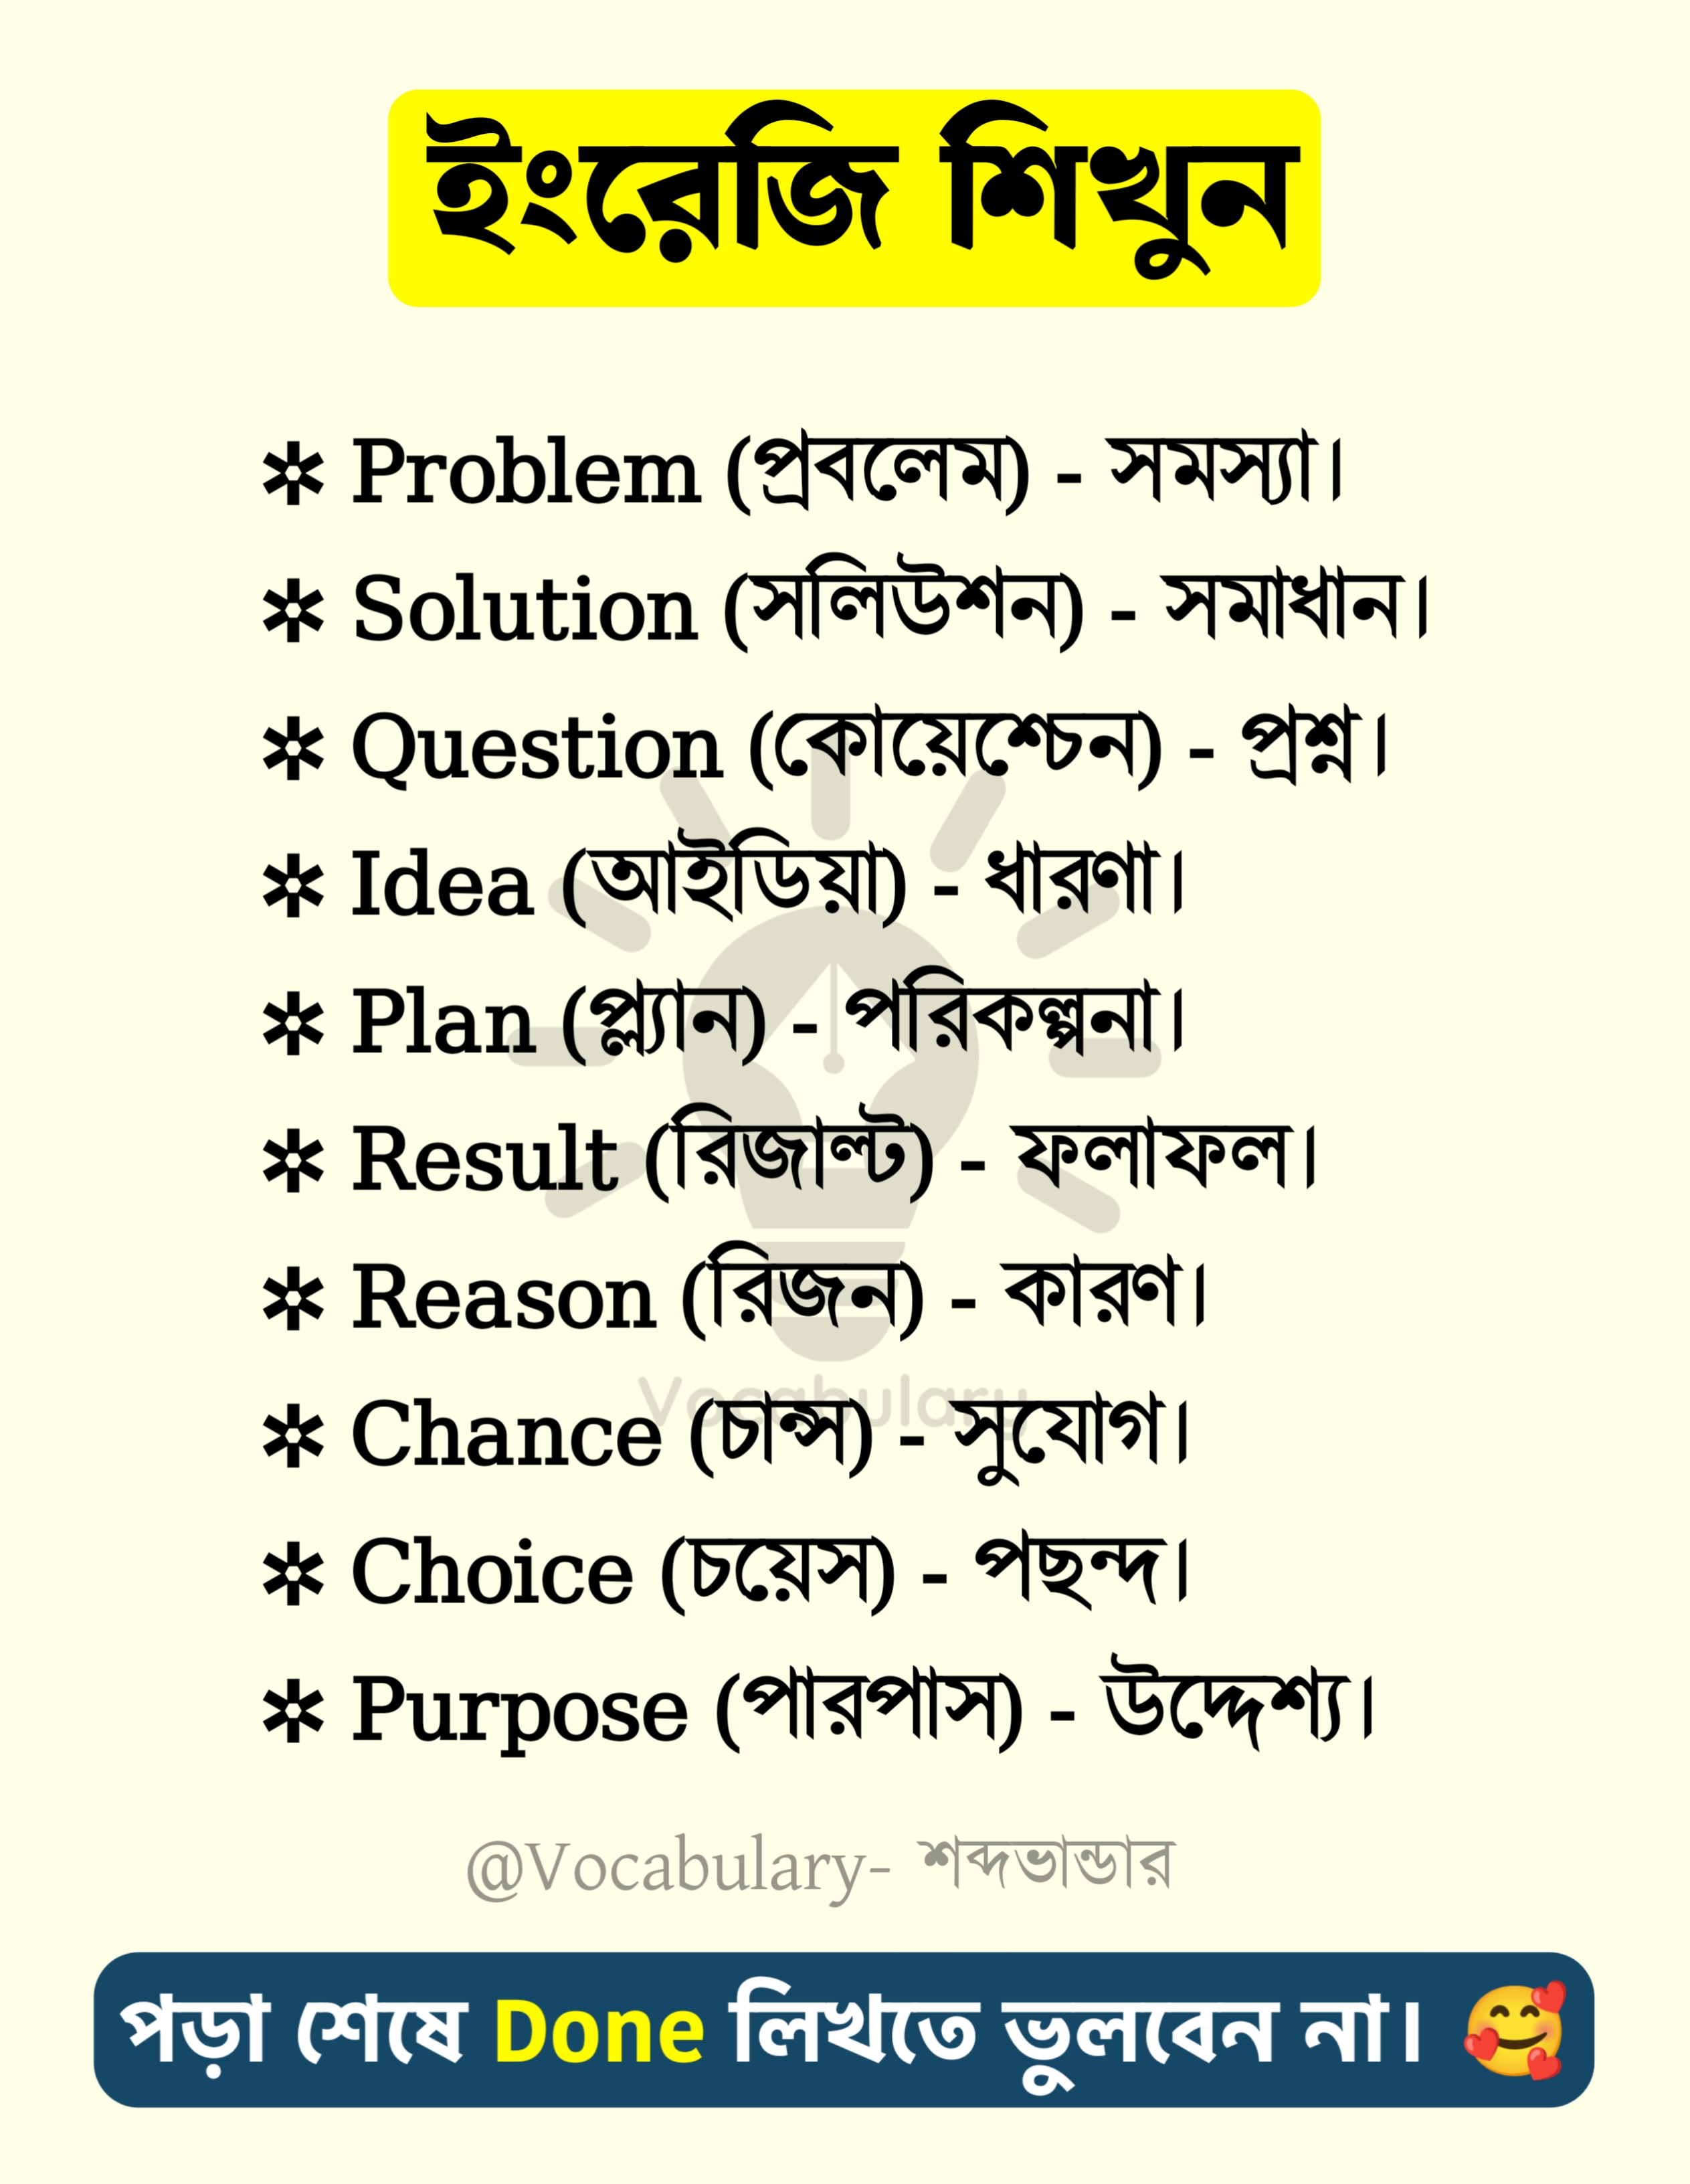 ইংরেজি শিখুন
* Problem (প্রবলেম) - সমস্যা।
* Solution (সলিউশন) - সমাধান।
* Question (কোয়েশ্চেন) - প্রশ্ন।
* Idea (আইডিয়া) - ধারণা।
* Plan (প্ল্যান) - পরিকল্পনা।
* Result (রিজাল্ট) - ফলাফল।
* Reason (রিজন) - কারণ।
Vocabulary
* Chance (চান্স) - সুযোগ।
* Choice (চয়েস) - পছন্দ।
* Purpose (পারপাস) - উদ্দেশ্য।
@Vocabulary- শব্দভান্ডার
পড়া শেষে Done লিখতে ভুলবেন না। 🥰